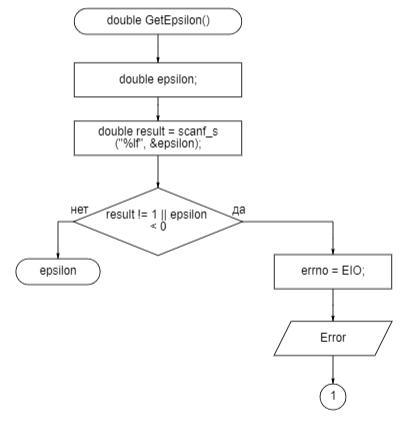 double GetEpsilon()
double epsilon;
double result = scanf_s
("%lf", &epsilon);
нет
result != 1 || epsilon
< 0
да
epsilon
errno = EIO;
Error
1